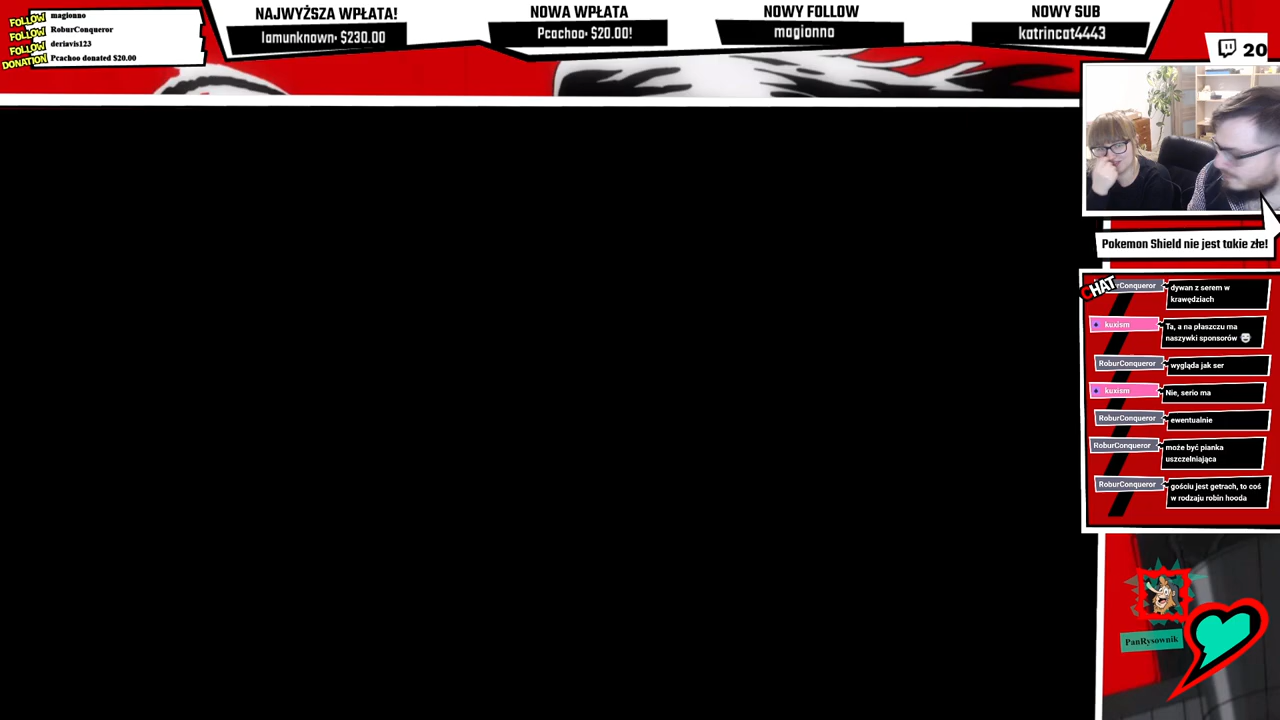 FOLLOW magionno
FOLLOW RoburConqueror
FOLLOW deriavis123
DONATION Pcachoo donated $20.00
NAJWYŻSZA WPŁATA!
Iamunknown: $230.00
NOWA WPŁATA
Pcachoo: $20.00!
NOWY FOLLOW
magionna
NOWY SUB
katrincat4443
20
Pokemon Shield nie jest takie złe!
CHAT
dywan z serem w
krawędziach
kuxism
Ta, a na płaszczu ma
naszywki sponsorów
RoburConqueror
wygląda jak ser
kuxism
Nie, serio ma
RoburConqueror
ewentualnie
RoburConqueror
może być pianka
uszczelniająca
RoburConqueror
gościu jest getrach, to coś
w rodzaju robin hooda
PanRysownik